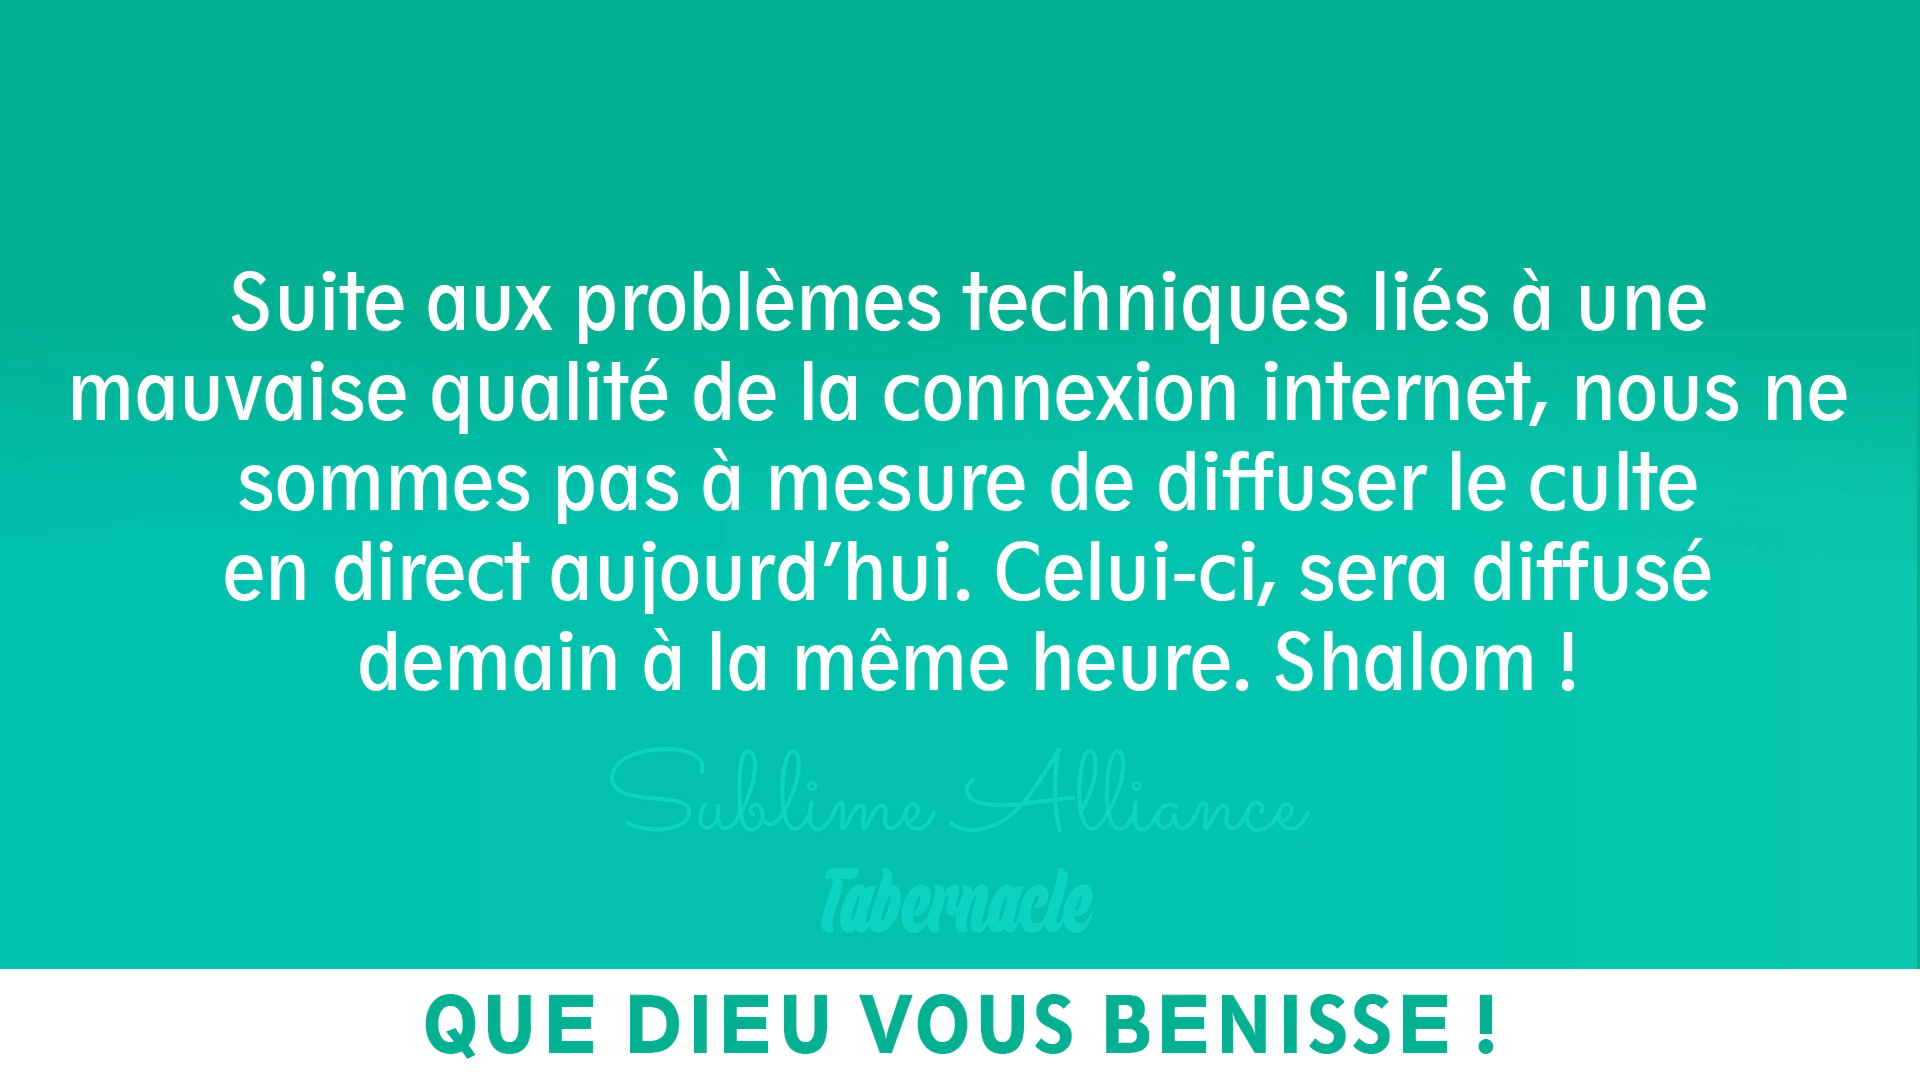 Suite aux problèmes techniques liés à une
mauvaise qualité de la connexion internet, nous ne
sommes pas à mesure de diffuser le culte
en direct aujourd’hui. Celui-ci, sera diffusé
demain à la même heure. Shalom !
Sublime Alliance
Tabernacle
QUE DIEU VOUS BENISSE !